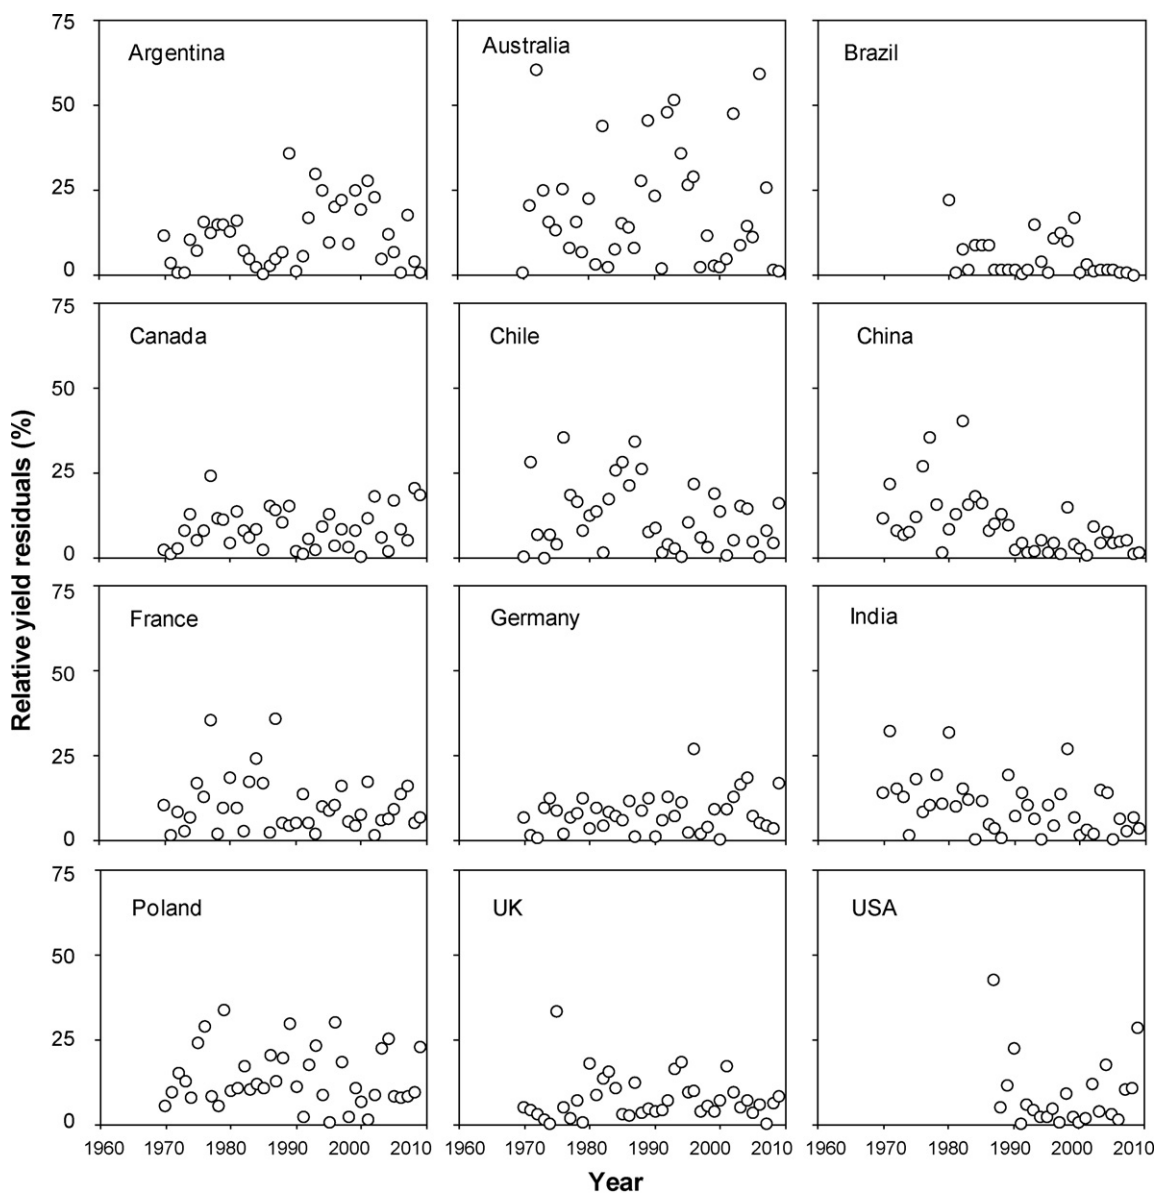 75
50
25
0
Argentina
Australia
Brazil
75
50
25
0
Canada
Chile
China
75
50
25
0
France
Germany
India
75
50
25
0
Poland
UK
USA
1960 1970 1980 1990 2000 2010
1960 1970 1980 1990 2000 2010
1960 1970 1980 1990 2000 2010
Relative yield residuals (%)
Year